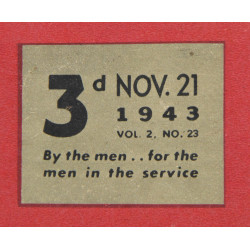 3d NOV. 21
1943
VOL. 2, NO. 23
By the men . . for the
men in the service